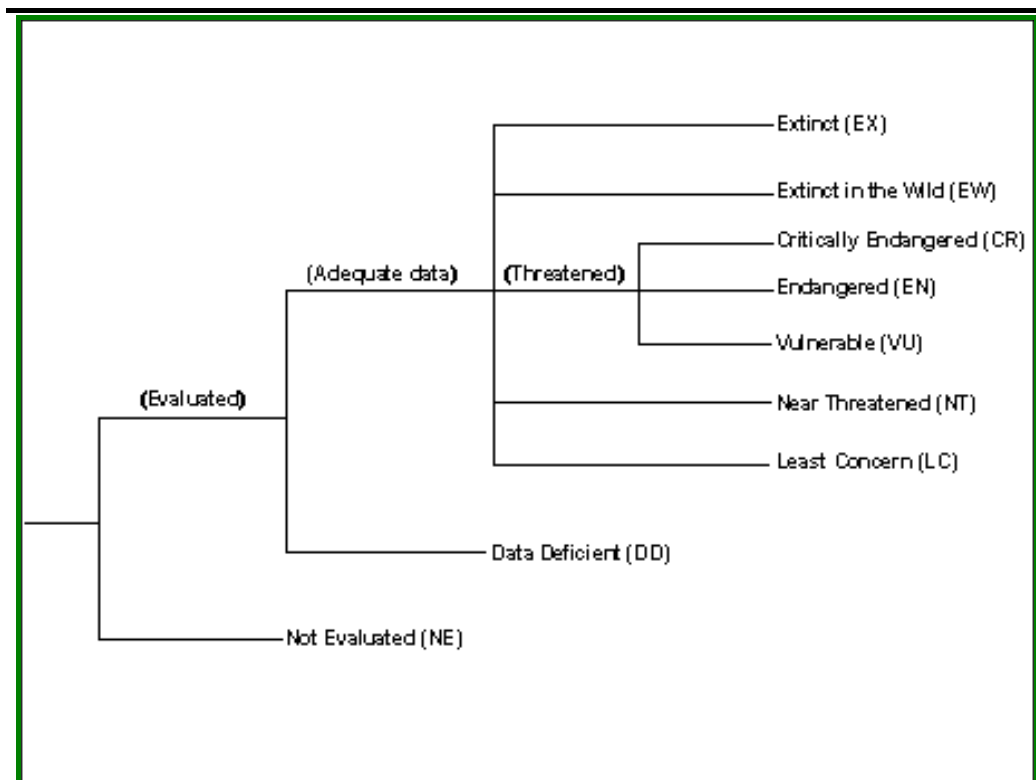 Extinct (EX)
Extinct in the Wild (EW)
Critically Endangered (CR)
(Adequate data)
(Threatened)
Endangered (EN)
Vulnerable (VU)
(Evaluated)
Near Threatened (NT)
Least Concern (LC)
Data Deficient (DD)
Not Evaluated (NE)